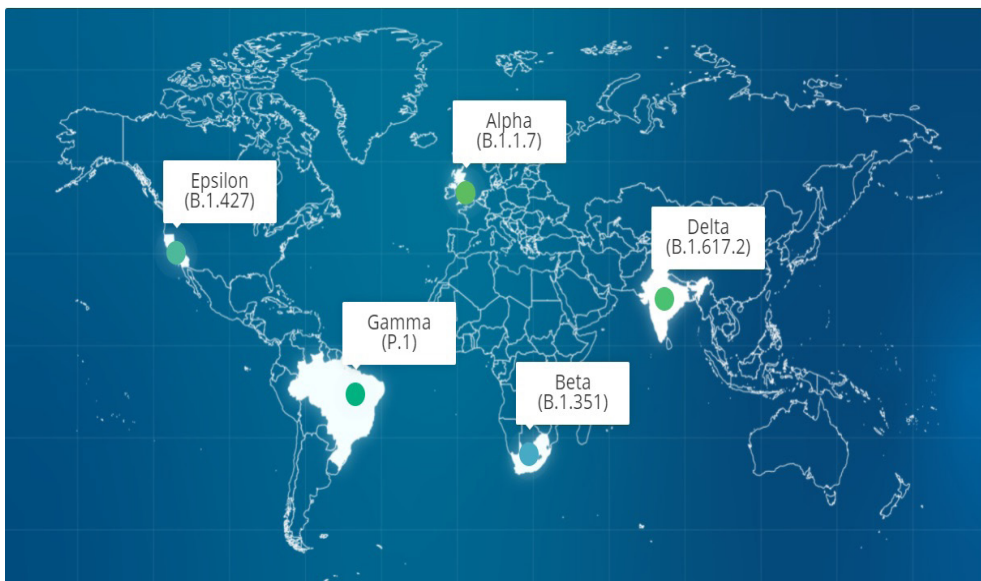 Alpha
(B.1.1.7)
Epsilon
(B.1.427)
Delta
(B.1.617.2)
Gamma
(P.1)
Beta
(B.1.351)